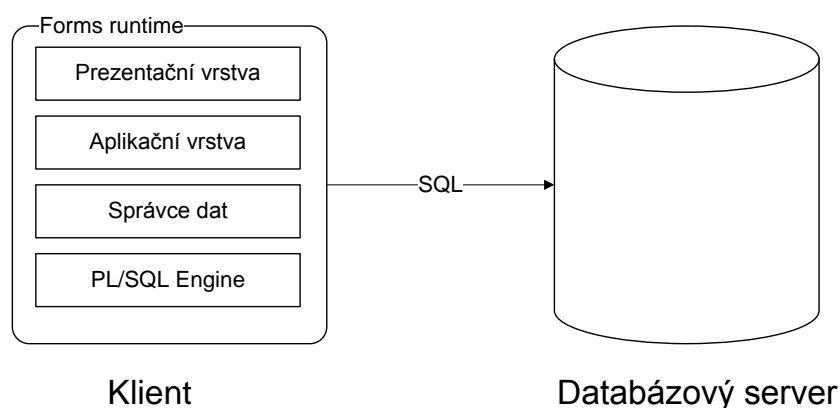 Forms runtime
Prezentační vrstva
Aplikační vrstva
Správce dat
PL/SQL Engine
SQL
Klient
Databázový server